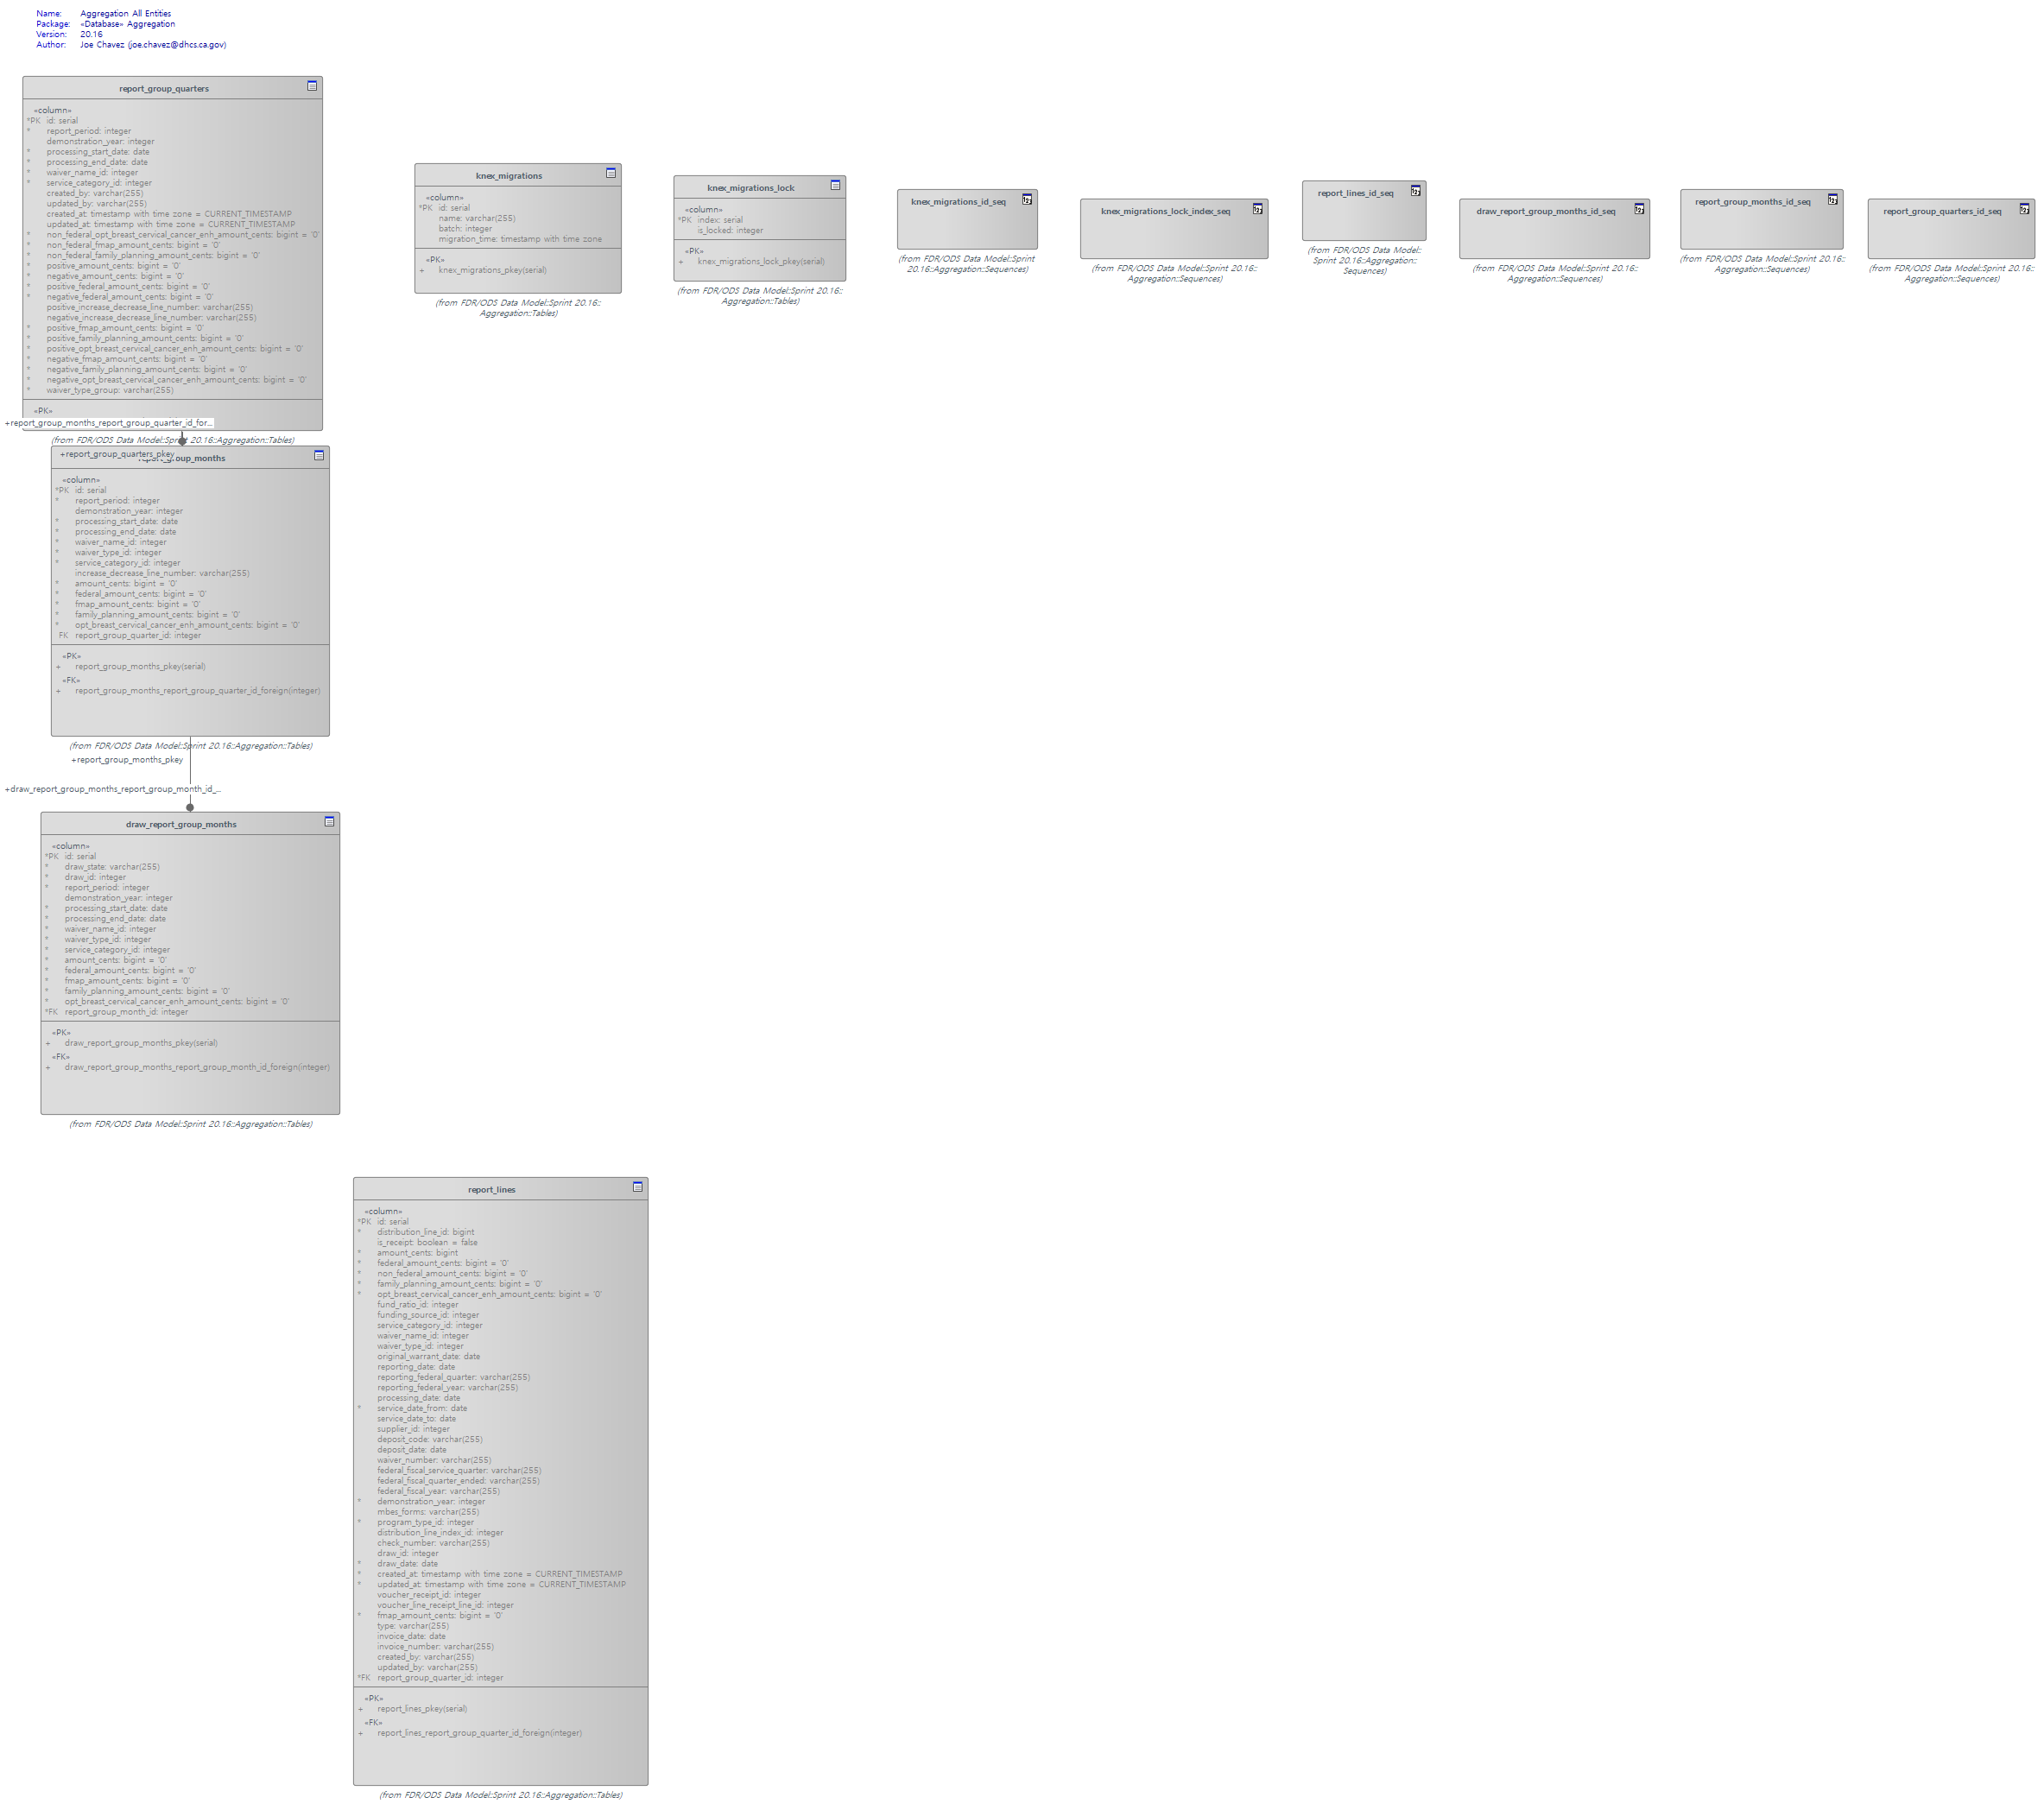 Name: Aggregation All Entities
Package: «Database» Aggregation
Version: 20.16
Author: Joe Chavez (joe.chavez@dhcs.ca.gov)
report_group_quarters
«column»
*PK id: serial
* report_period: integer
demonstration_year: integer
* processing_start_date: date
* processing_end_date: date
* waiver_name_id: integer
* service_category_id: integer
created_by: varchar(255)
updated_by: varchar(255)
created_at: timestamp with time zone = CURRENT_TIMESTAMP
updated_at: timestamp with time zone = CURRENT_TIMESTAMP
* non_federal_opt_breast_cervical_cancer_enh_amount_cents: bigint = '0'
* non_federal_fmap_amount_cents: bigint = '0'
* non_federal_family_planning_amount_cents: bigint = '0'
* positive_amount_cents: bigint = '0'
* negative_amount_cents: bigint = '0'
* positive_federal_amount_cents: bigint = '0'
* negative_federal_amount_cents: bigint = '0'
positive_increase_decrease_line_number: varchar(255)
negative_increase_decrease_line_number: varchar(255)
* positive_fmap_amount_cents: bigint = '0'
* positive_family_planning_amount_cents: bigint = '0'
* positive_opt_breast_cervical_cancer_enh_amount_cents: bigint = '0'
* negative_fmap_amount_cents: bigint = '0'
* negative_family_planning_amount_cents: bigint = '0'
* negative_opt_breast_cervical_cancer_enh_amount_cents: bigint = '0'
* waiver_type_group: varchar(255)
«PK»
+report_group_months_report_group_quarter_id_for...
(from FDR/ODS Data Model::Sprint 20.16::Aggregation::Tables)
+report_group_quarters_pkey
report_group_months
«column»
*PK id: serial
* report_period: integer
demonstration_year: integer
* processing_start_date: date
* processing_end_date: date
* waiver_name_id: integer
* waiver_type_id: integer
* service_category_id: integer
increase_decrease_line_number: varchar(255)
* amount_cents: bigint = '0'
* federal_amount_cents: bigint = '0'
* fmap_amount_cents: bigint = '0'
* family_planning_amount_cents: bigint = '0'
* opt_breast_cervical_cancer_enh_amount_cents: bigint = '0'
FK report_group_quarter_id: integer
«PK»
+ report_group_months_pkey(serial)
«FK»
+ report_group_months_report_group_quarter_id_foreign(integer)
(from FDR/ODS Data Model::Sprint 20.16::Aggregation::Tables)
+report_group_months_pkey
+draw_report_group_months_report_group_month_id_...
draw_report_group_months
«column»
*PK id: serial
* draw_state: varchar(255)
* draw_id: integer
* report_period: integer
demonstration_year: integer
* processing_start_date: date
* processing_end_date: date
* waiver_name_id: integer
* waiver_type_id: integer
* service_category_id: integer
* amount_cents: bigint = '0'
* federal_amount_cents: bigint = '0'
* fmap_amount_cents: bigint = '0'
* family_planning_amount_cents: bigint = '0'
* opt_breast_cervical_cancer_enh_amount_cents: bigint = '0'
*FK report_group_month_id: integer
«PK»
+ draw_report_group_months_pkey(serial)
«FK»
+ draw_report_group_months_report_group_month_id_foreign(integer)
(from FDR/ODS Data Model::Sprint 20.16::Aggregation::Tables)
knex_migrations
«column»
*PK id: serial
name: varchar(255)
batch: integer
migration_time: timestamp with time zone
«PK»
+ knex_migrations_pkey(serial)
(from FDR/ODS Data Model::Sprint 20.16::
Aggregation::Tables)
knex_migrations_lock
«column»
*PK index: serial
is_locked: integer
«PK»
+ knex_migrations_lock_pkey(serial)
(from FDR/ODS Data Model::Sprint 20.16::
Aggregation::Tables)
knex_migrations_id_seq
(from FDR/ODS Data Model::Sprint
20.16::Aggregation::Sequences)
knex_migrations_lock_index_seq
(from FDR/ODS Data Model::Sprint 20.16::
Aggregation::Sequences)
report_lines_id_seq
(from FDR/ODS Data Model::
Sprint 20.16::Aggregation::
Sequences)
draw_report_group_months_id_seq
(from FDR/ODS Data Model::Sprint 20.16::
Aggregation::Sequences)
report_group_months_id_seq
(from FDR/ODS Data Model::Sprint 20.16::
Aggregation::Sequences)
report_group_quarters_id_seq
(from FDR/ODS Data Model::Sprint 20.16::
Aggregation::Sequences)
report_lines
«column»
*PK id: serial
* distribution_line_id: bigint
is_receipt: boolean = false
* amount_cents: bigint
* federal_amount_cents: bigint = '0'
* non_federal_amount_cents: bigint = '0'
* family_planning_amount_cents: bigint = '0'
* opt_breast_cervical_cancer_enh_amount_cents: bigint = '0'
fund_ratio_id: integer
funding_source_id: integer
service_category_id: integer
waiver_name_id: integer
waiver_type_id: integer
original_warrant_date: date
reporting_date: date
reporting_federal_quarter: varchar(255)
reporting_federal_year: varchar(255)
processing_date: date
* service_date_from: date
service_date_to: date
supplier_id: integer
deposit_code: varchar(255)
deposit_date: date
waiver_number: varchar(255)
federal_fiscal_service_quarter: varchar(255)
federal_fiscal_quarter_ended: varchar(255)
federal_fiscal_year: varchar(255)
* demonstration_year: integer
mbes_forms: varchar(255)
* program_type_id: integer
distribution_line_index_id: integer
check_number: varchar(255)
draw_id: integer
* draw_date: date
* created_at: timestamp with time zone = CURRENT_TIMESTAMP
* updated_at: timestamp with time zone = CURRENT_TIMESTAMP
voucher_receipt_id: integer
voucher_line_receipt_line_id: integer
* fmap_amount_cents: bigint = '0'
type: varchar(255)
invoice_date: date
invoice_number: varchar(255)
created_by: varchar(255)
updated_by: varchar(255)
*FK report_group_quarter_id: integer
«PK»
+ report_lines_pkey(serial)
«FK»
+ report_lines_report_group_quarter_id_foreign(integer)
(from FDR/ODS Data Model::Sprint 20.16::Aggregation::Tables)